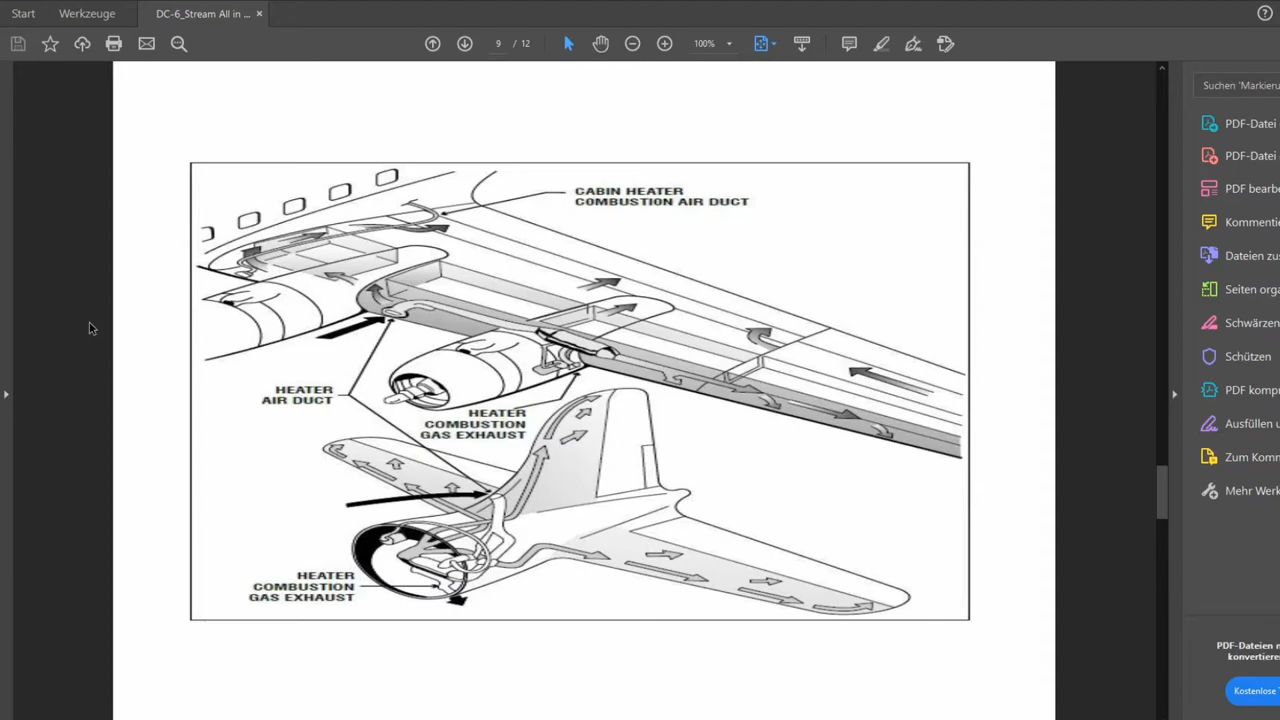 Start
Werkzeuge
DC-6_Stream All in ...
9 / 12
100%
Suchen 'Markieru
PDF-Datei
PDF-Datei
PDF bearbe
Kommentie
Dateien zus
Seiten orga
Schwärzen
Schützen
PDF kompr
Ausfüllen u
Zum Komm
Mehr Werk
PDF-Dateien n
konvertieren
Kostenlose T
CABIN HEATER
COMBUSTION AIR DUCT
HEATER
AIR DUCT
HEATER
COMBUSTION
GAS EXHAUST
HEATER
COMBUSTION
GAS EXHAUST